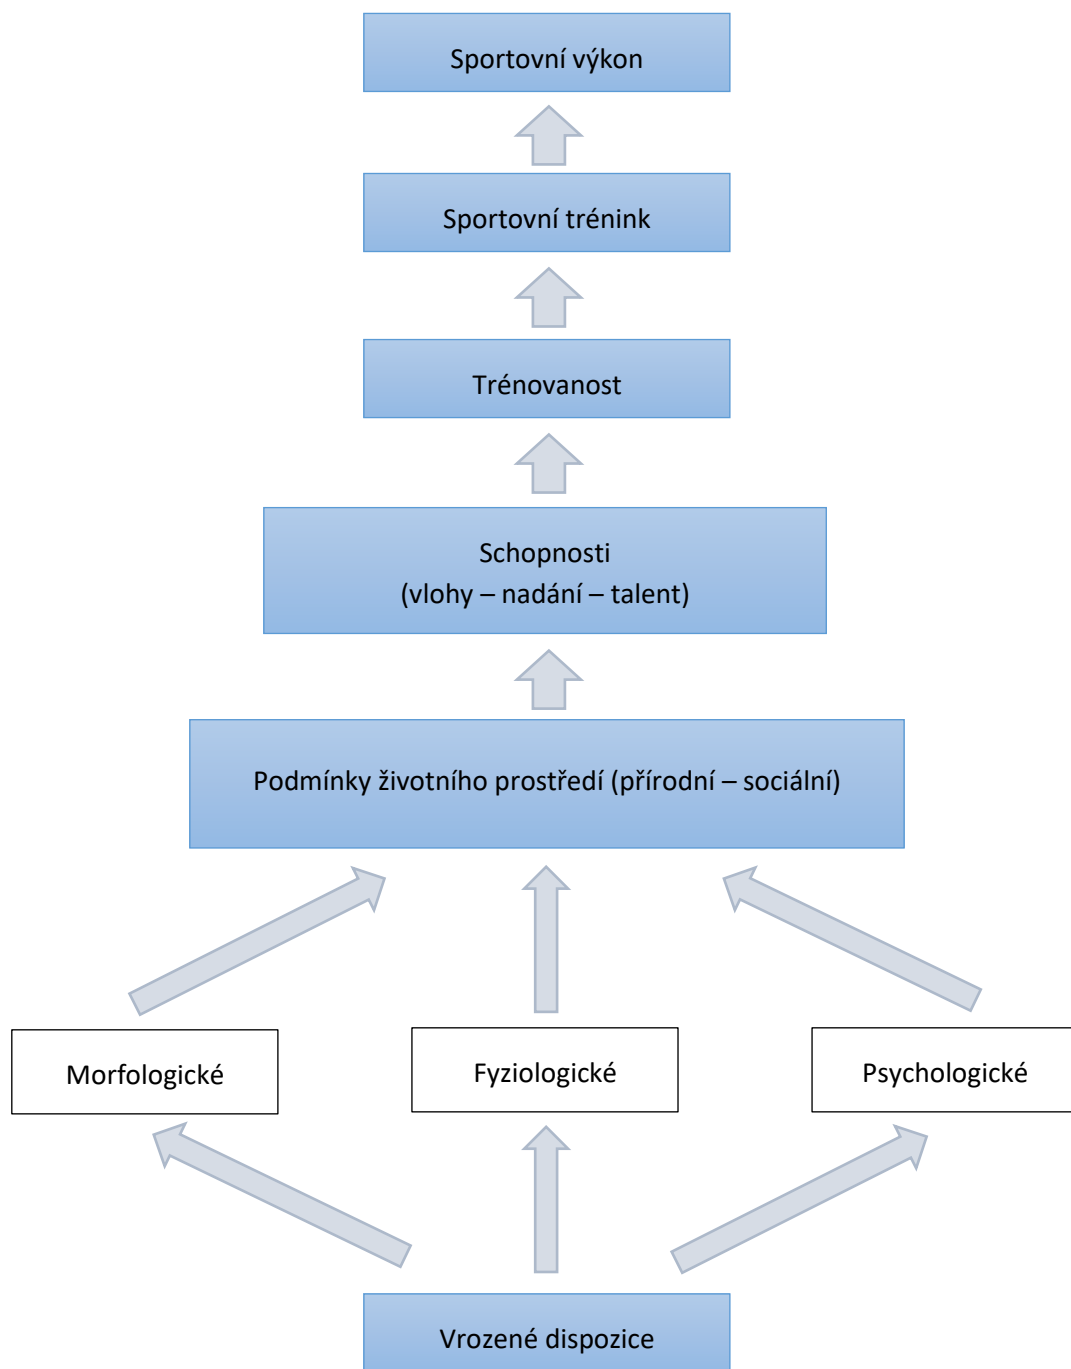 Sportovní výkon
Sportovní trénink
Trénovanost
Schopnosti
(vlohy – nadání – talent)
Podmínky životního prostředí (přírodní – sociální)
Morfologické
Fyziologické
Psychologické
Vrozené dispozice